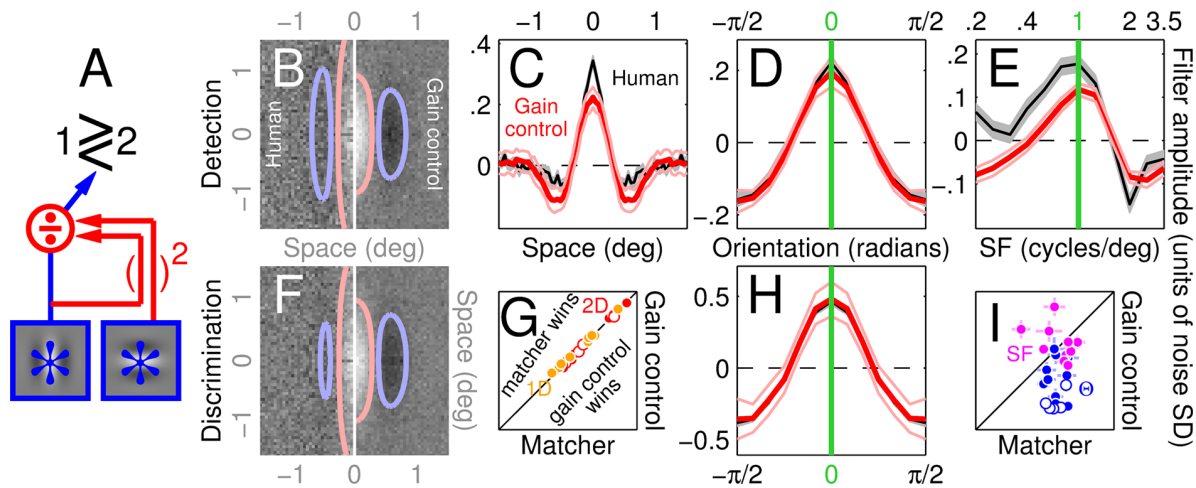 −1 0 1
−1 0 1
−π/2 0 π/2
.2 .4 1 2 3.5
A
1⋛2
÷
( )²
*
*
Detection
1
0
−1
B
Human
Gain control
Space (deg)
.4
.2
0
C
Human
Gain
control
Space (deg)
.2
0
−.2
D
Orientation (radians)
.2
.1
0
−.1
E
SF (cycles/deg)
Filter amplitude (units of noise SD)
Discrimination
1
0
−1
F
Space (deg)
−1 0 1
G
2D
matcher wins
1D
gain control
wins
Gain control
Matcher
0.5
0
−0.5
H
−π/2 0 π/2
I
SF
Θ
Gain control
Matcher